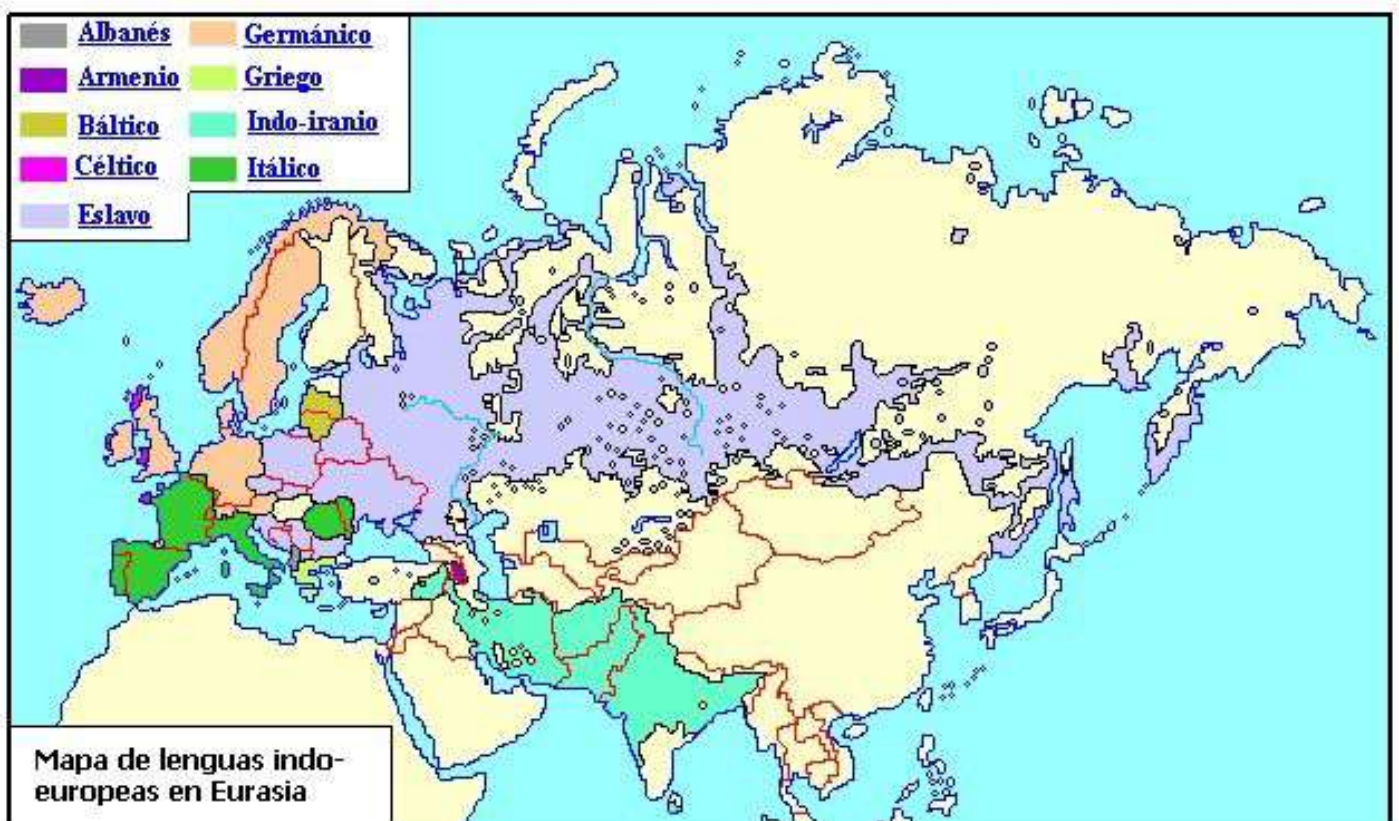 Albanés
Germánico
Armenio
Griego
Báltico
Indo-iranio
Céltico
Itálico
Eslavo
Mapa de lenguas indo-
europeas en Eurasia